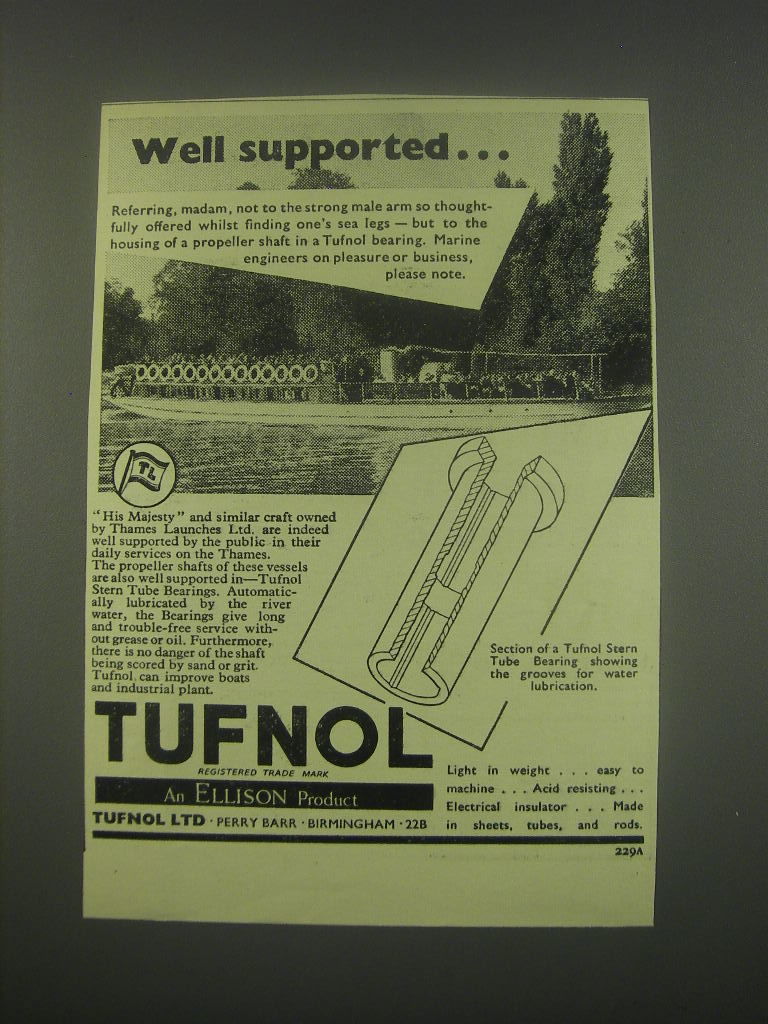 Well supported...
Referring, madam, not to the strong male arm so thought-
fully offered whilst finding one's sea legs — but to the
housing of a propeller shaft in a Tufnol bearing. Marine
engineers on pleasure or business,
please note.
TL
"His Majesty" and similar craft owned
by Thames Launches Ltd. are indeed
well supported by the public in their
daily services on the Thames.
The propeller shafts of these vessels
are also well supported in—Tufnol
Stern Tube Bearings. Automatic-
ally lubricated by the river
water, the Bearings give long
and trouble-free service with-
out grease or oil. Furthermore,
there is no danger of the shaft
being scored by sand or grit.
Tufnol can improve boats
and industrial plant.
Section of a Tufnol Stern
Tube Bearing showing
the grooves for water
lubrication.
TUFNOL
REGISTERED TRADE MARK
An ELLISON Product
TUFNOL LTD · PERRY BARR · BIRMINGHAM · 22B
Light in weight . . . easy to
machine . . . Acid resisting . . .
Electrical insulator . . . Made
in sheets, tubes, and rods.
229A